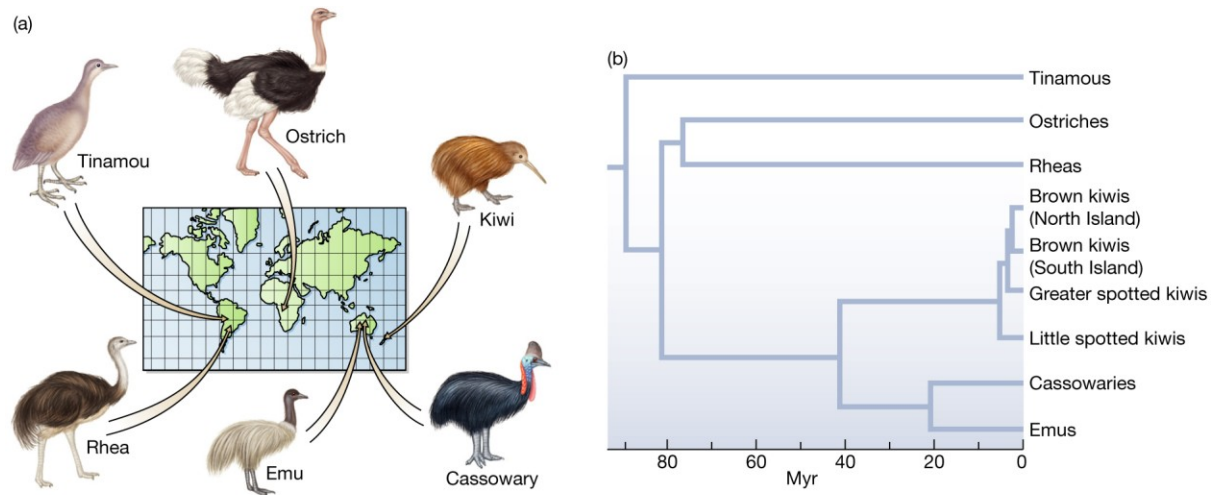 (a)
Tinamou
Ostrich
Kiwi
Rhea
Emu
Cassowary
(b)
Tinamous
Ostriches
Rheas
Brown kiwis
(North Island)
Brown kiwis
(South Island)
Greater spotted kiwis
Little spotted kiwis
Cassowaries
Emus
80 60 40 20 0
Myr